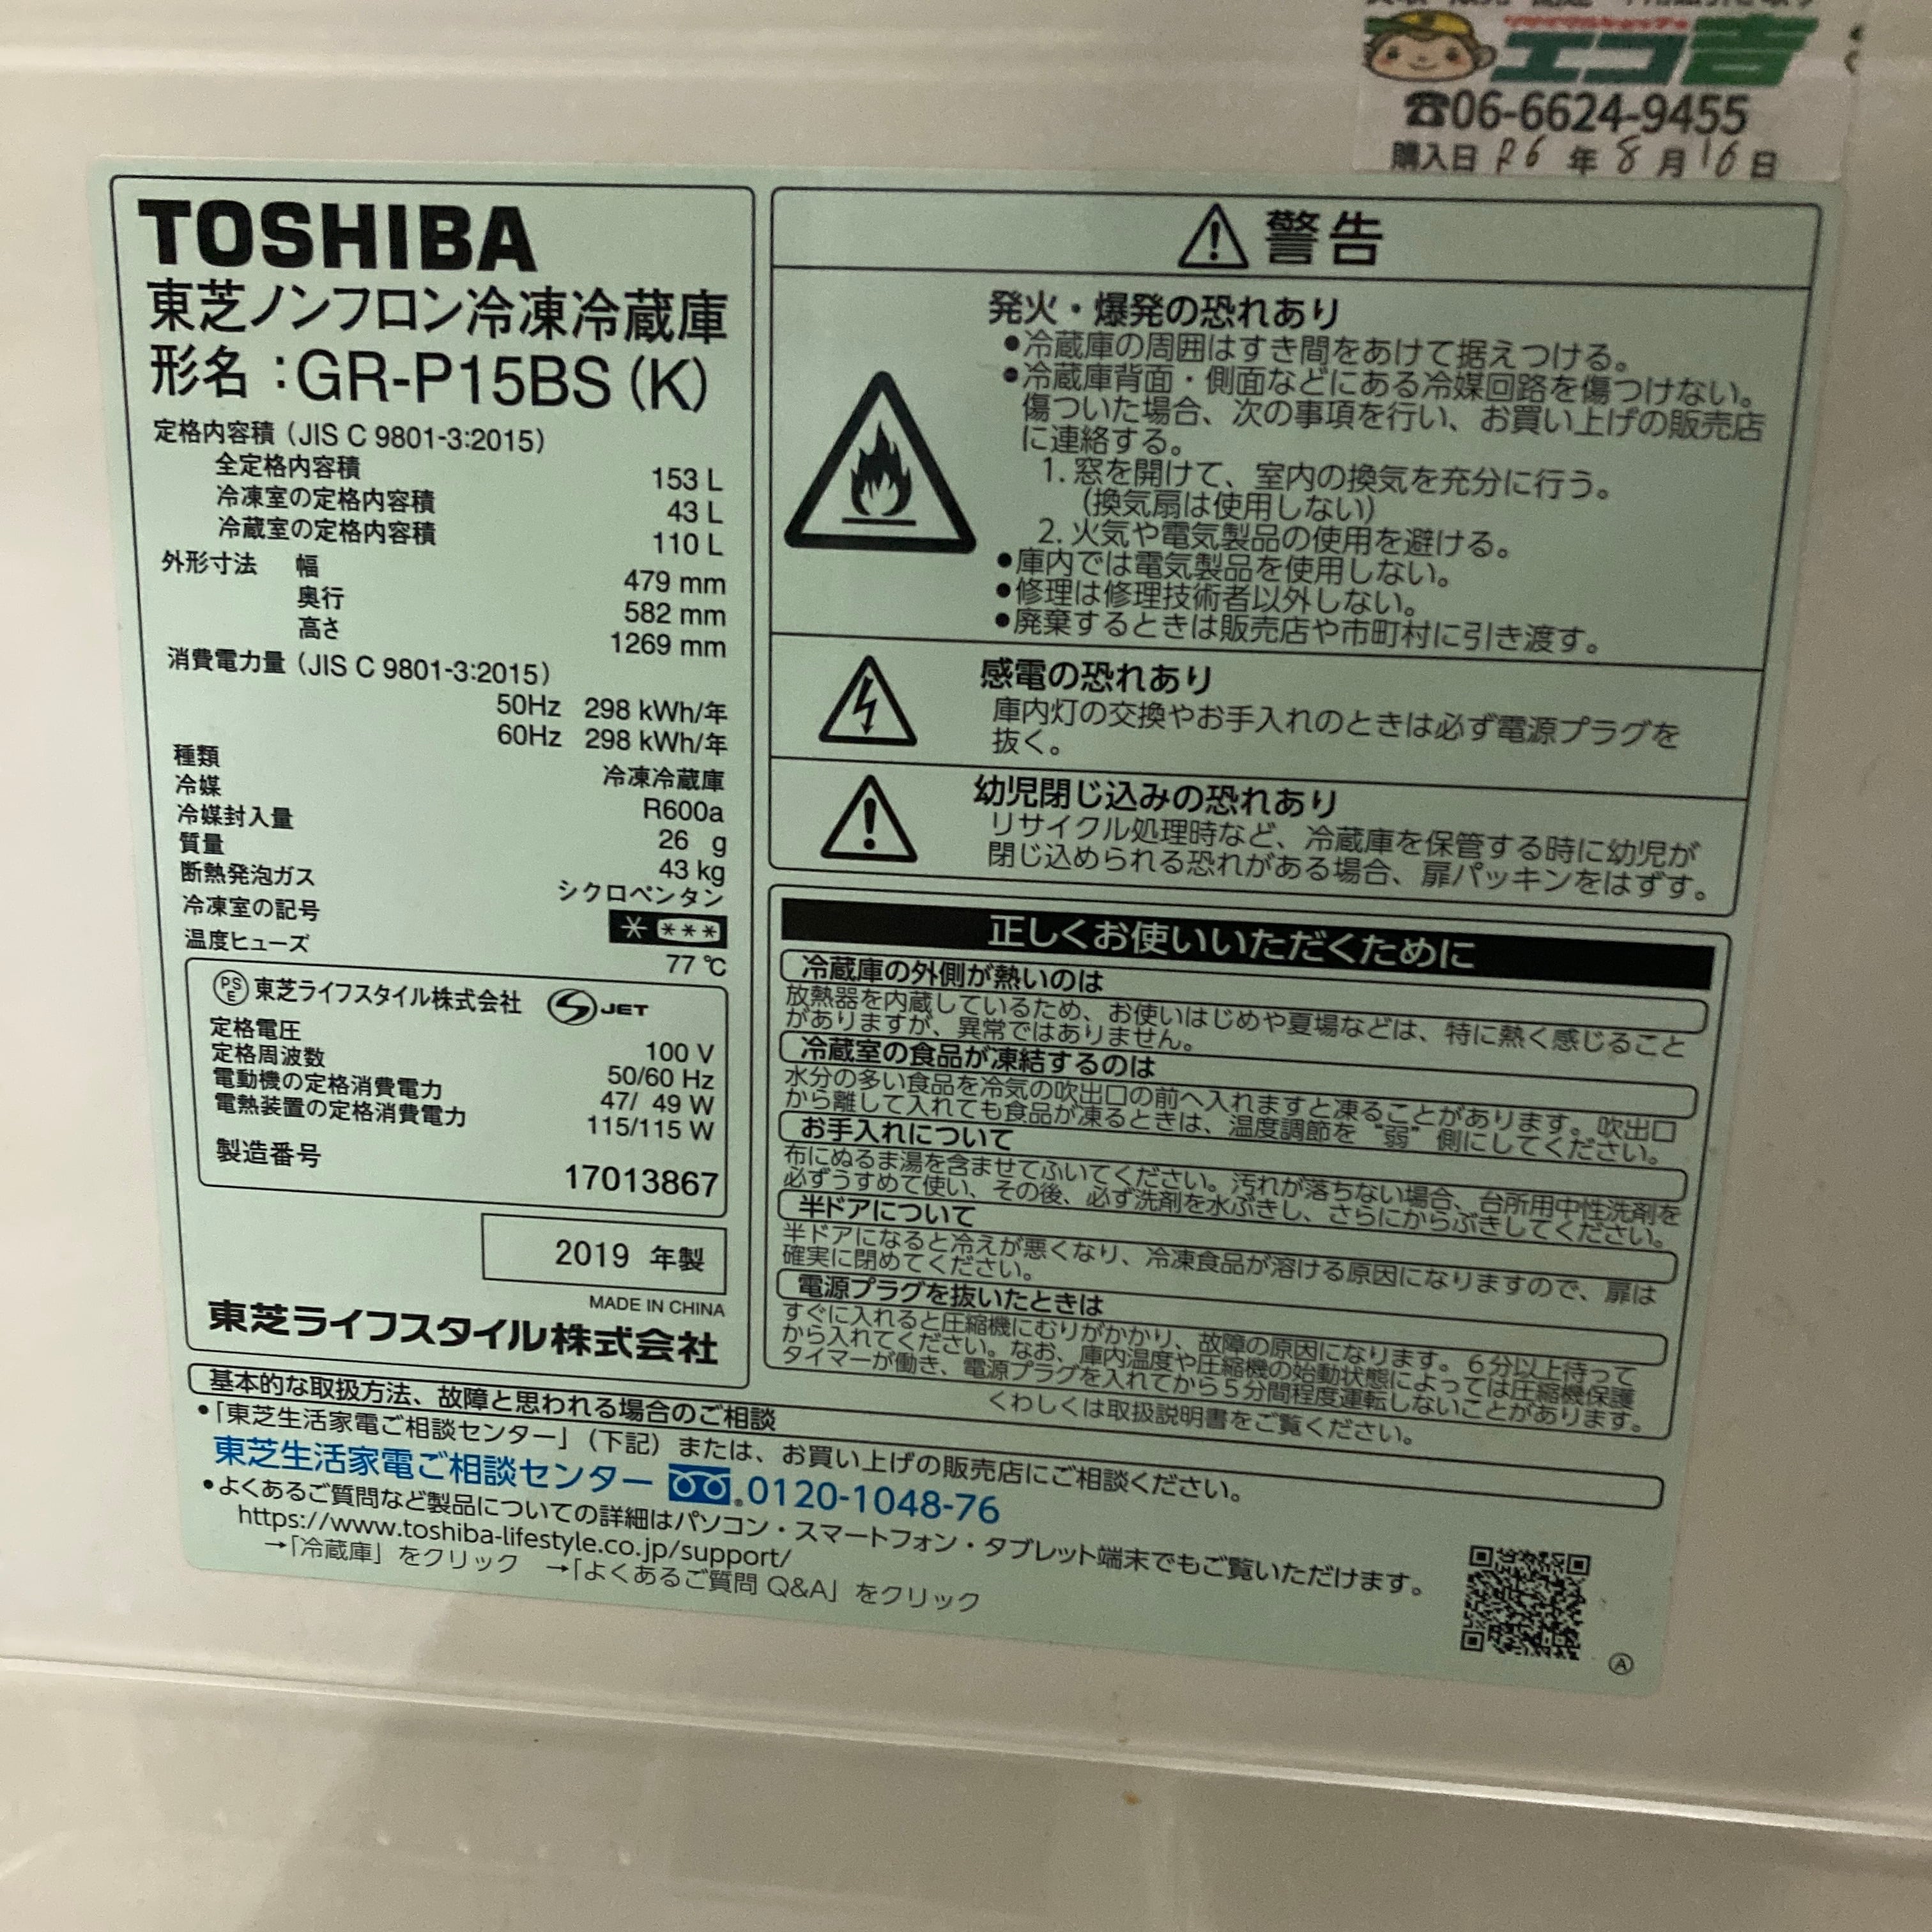 リサイクルショップ
エコ吉
☎06-6624-9455
購入日 R6 年 8 月 16 日
TOSHIBA
東芝ノンフロン冷凍冷蔵庫
形名：GR-P15BS (K)
定格内容積 (JIS C 9801-3:2015)
全定格内容積 153 L
冷凍室の定格内容積 43 L
冷蔵室の定格内容積 110 L
外形寸法 幅 479 mm
奥行 582 mm
高さ 1269 mm
消費電力量 (JIS C 9801-3:2015)
50Hz 298 kWh/年
60Hz 298 kWh/年
種類 冷凍冷蔵庫
冷媒 R600a
冷媒封入量 26 g
質量 43 kg
断熱発泡ガス シクロペンタン
冷凍室の記号 * ***
温度ヒューズ 77 ℃
PSE 東芝ライフスタイル株式会社 S JET
定格電圧 100 V
定格周波数 50/60 Hz
電動機の定格消費電力 47/ 49 W
電熱装置の定格消費電力 115/115 W
製造番号 17013867
2019 年製
MADE IN CHINA
東芝ライフスタイル株式会社
警告
発火・爆発の恐れあり
●冷蔵庫の周囲はすき間をあけて据えつける。
●冷蔵庫背面・側面などにある冷媒回路を傷つけない。
傷ついた場合、次の事項を行い、お買い上げの販売店
に連絡する。
1. 窓を開けて、室内の換気を充分に行う。
(換気扇は使用しない)
2. 火気や電気製品の使用を避ける。
●庫内では電気製品を使用しない。
●修理は修理技術者以外しない。
●廃棄するときは販売店や市町村に引き渡す。
感電の恐れあり
庫内灯の交換やお手入れのときは必ず電源プラグを
抜く。
幼児閉じ込みの恐れあり
リサイクル処理時など、冷蔵庫を保管する時に幼児が
閉じ込められる恐れがある場合、扉パッキンをはずす。
正しくお使いいただくために
冷蔵庫の外側が熱いのは
放熱器を内蔵しているため、お使いはじめや夏場などは、特に熱く感じること
がありますが、異常ではありません。
冷蔵室の食品が凍結するのは
水分の多い食品を冷気の吹出口の前へ入れますと凍ることがあります。吹出口
から離して入れても食品が凍るときは、温度調節を“弱”側にしてください。
お手入れについて
布にぬるま湯を含ませてふいてください。汚れが落ちない場合、台所用中性洗剤を
必ずうすめて使い、その後、必ず洗剤を水ぶきし、さらにからぶきしてください。
半ドアについて
半ドアになると冷えが悪くなり、冷凍食品が溶ける原因になりますので、扉は
確実に閉めてください。
電源プラグを抜いたときは
すぐに入れると圧縮機にむりがかかり、故障の原因になります。6分以上待って
から入れてください。なお、庫内温度や圧縮機の始動状態によっては圧縮機保護
タイマーが働き、電源プラグを入れてから5分間程度運転しないことがあります。
くわしくは取扱説明書をご覧ください。
基本的な取扱方法、故障と思われる場合のご相談
●「東芝生活家電ご相談センター」（下記）または、お買い上げの販売店にご相談ください。
東芝生活家電ご相談センター 0120-1048-76
●よくあるご質問など製品についての詳細はパソコン・スマートフォン・タブレット端末でもご覧いただけます。
https://www.toshiba-lifestyle.co.jp/support/
→「冷蔵庫」をクリック →「よくあるご質問 Q&A」をクリック
Ⓐ